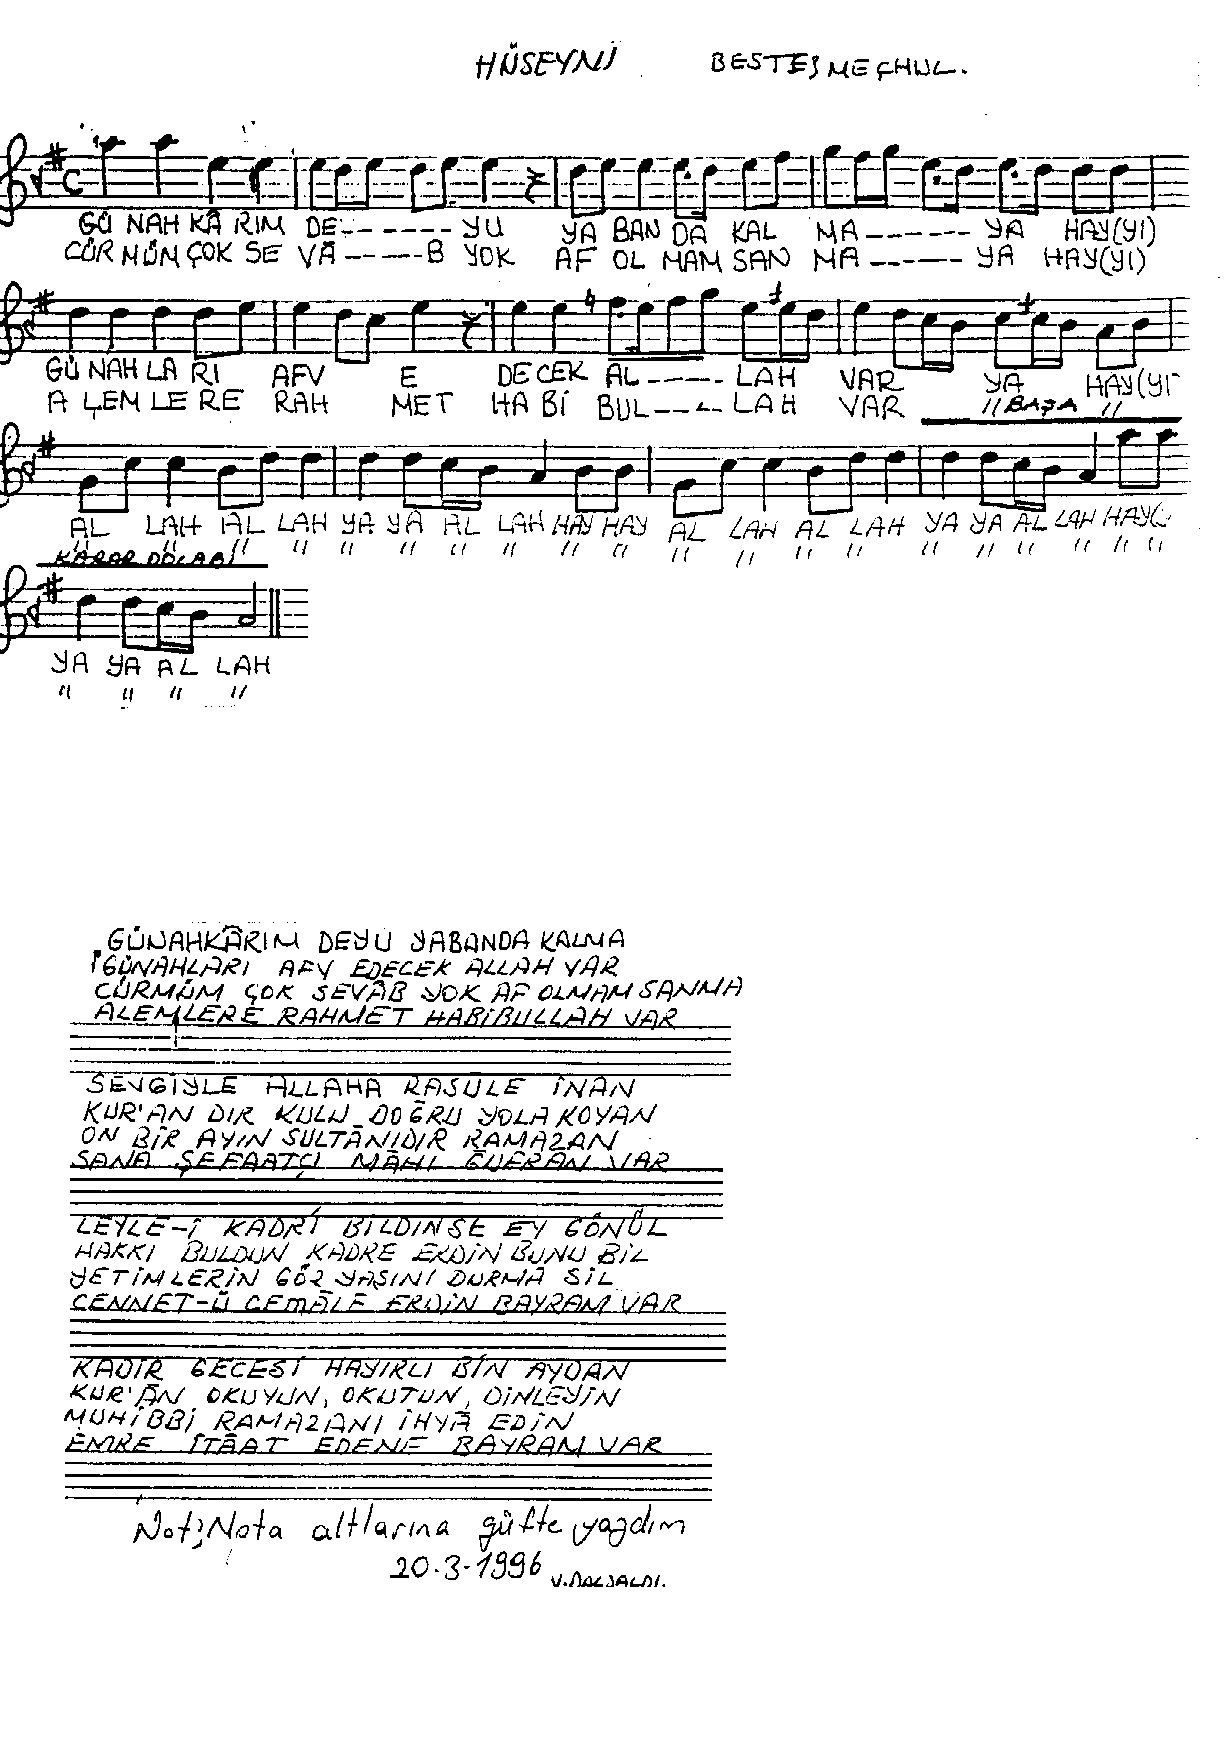 HÜSEYNİ BESTESİ MEÇHUL.
GÜ NAH KÂ RIM DE------- YU YA BAN DA KAL MA ------- YA HAY(YI)
CÜR MÜM ÇOK SE VÂ -----B YOK AF OL MAM SAN MA ------ YA HAY(YI)
GÜ NAH LA RI AFV E DE CEK AL----- LAH VAR YA HAY(YI
A LEM LE RE RAH MET HA Bİ BUL----- LAH VAR " BAŞA "
AL LAH AL LAH YA YA AL LAH HAY HAY AL LAH AL LAH YA YA AL LAH HAY(
" " " " " " " " " " " " " " " " " " " "
KARAR DOLABI
YA YA AL LAH
" " " "
GÜNAHKÂRIM DEYU YABANDA KALMA
GÜNAHLARI AFV EDECEK ALLAH VAR
CÜRMÜM ÇOK SEVÂB YOK AF OLMAM SANMA
ALEMLERE RAHMET HABİBULLAH VAR
SEVGİYLE ALLAHA RASULE İNAN
KUR'AN DIR KULU DOĞRU YOLA KOYAN
ON BİR AYIN SULTÂNIDIR RAMAZAN
SANA ŞEFAATÇI MÂHI ĞUFRAN VAR
LEYLE-İ KADRİ BİLDİNSE EY GÖNÜL
HAKKI BULDUN KADRE ERDİN BUNU BİL
YETİMLERİN GÖZ YAŞINI DURMA SİL
CENNET-Ü CEMÂLE ERDİN BAYRAM VAR
KADİR GECESİ HAYIRLI BİN AYDAN
KUR'ÂN OKUYUN, OKUTUN, DİNLEYİN
MUHİBBİ RAMAZANI İHYÂ EDİN
EMRE İTÂAT EDENE BAYRAM VAR
Not; Nota altlarına güfte yazdım
20-3-1996 V.DALSALDI.